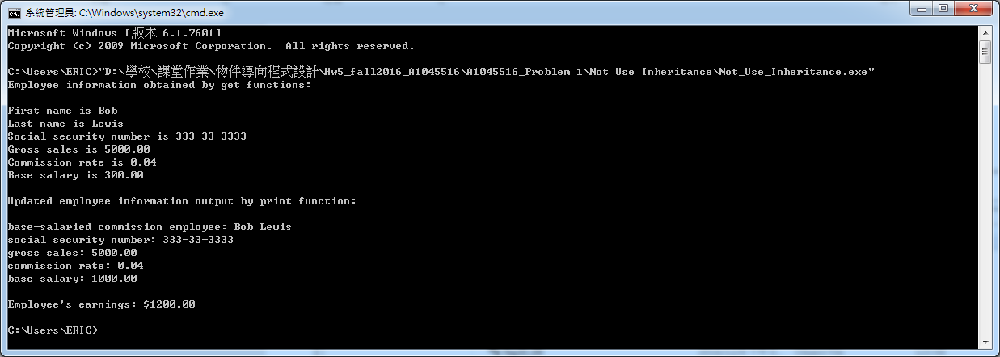 系統管理員: C:\Windows\system32\cmd.exe
Microsoft Windows [版本 6.1.7601]
Copyright (c) 2009 Microsoft Corporation.  All rights reserved.
C:\Users\ERIC>"D:\學校\課堂作業\物件導向程式設計\Hw5_fall2016_A1045516\A1045516_Problem 1\Not Use Inheritance\Not_Use_Inheritance.exe"
Employee information obtained by get functions:
First name is Bob
Last name is Lewis
Social security number is 333-33-3333
Gross sales is 5000.00
Commission rate is 0.04
Base salary is 300.00
Updated employee information output by print function:
base-salaried commission employee: Bob Lewis
social security number: 333-33-3333
gross sales: 5000.00
commission rate: 0.04
base salary: 1000.00
Employee's earnings: $1200.00
C:\Users\ERIC>